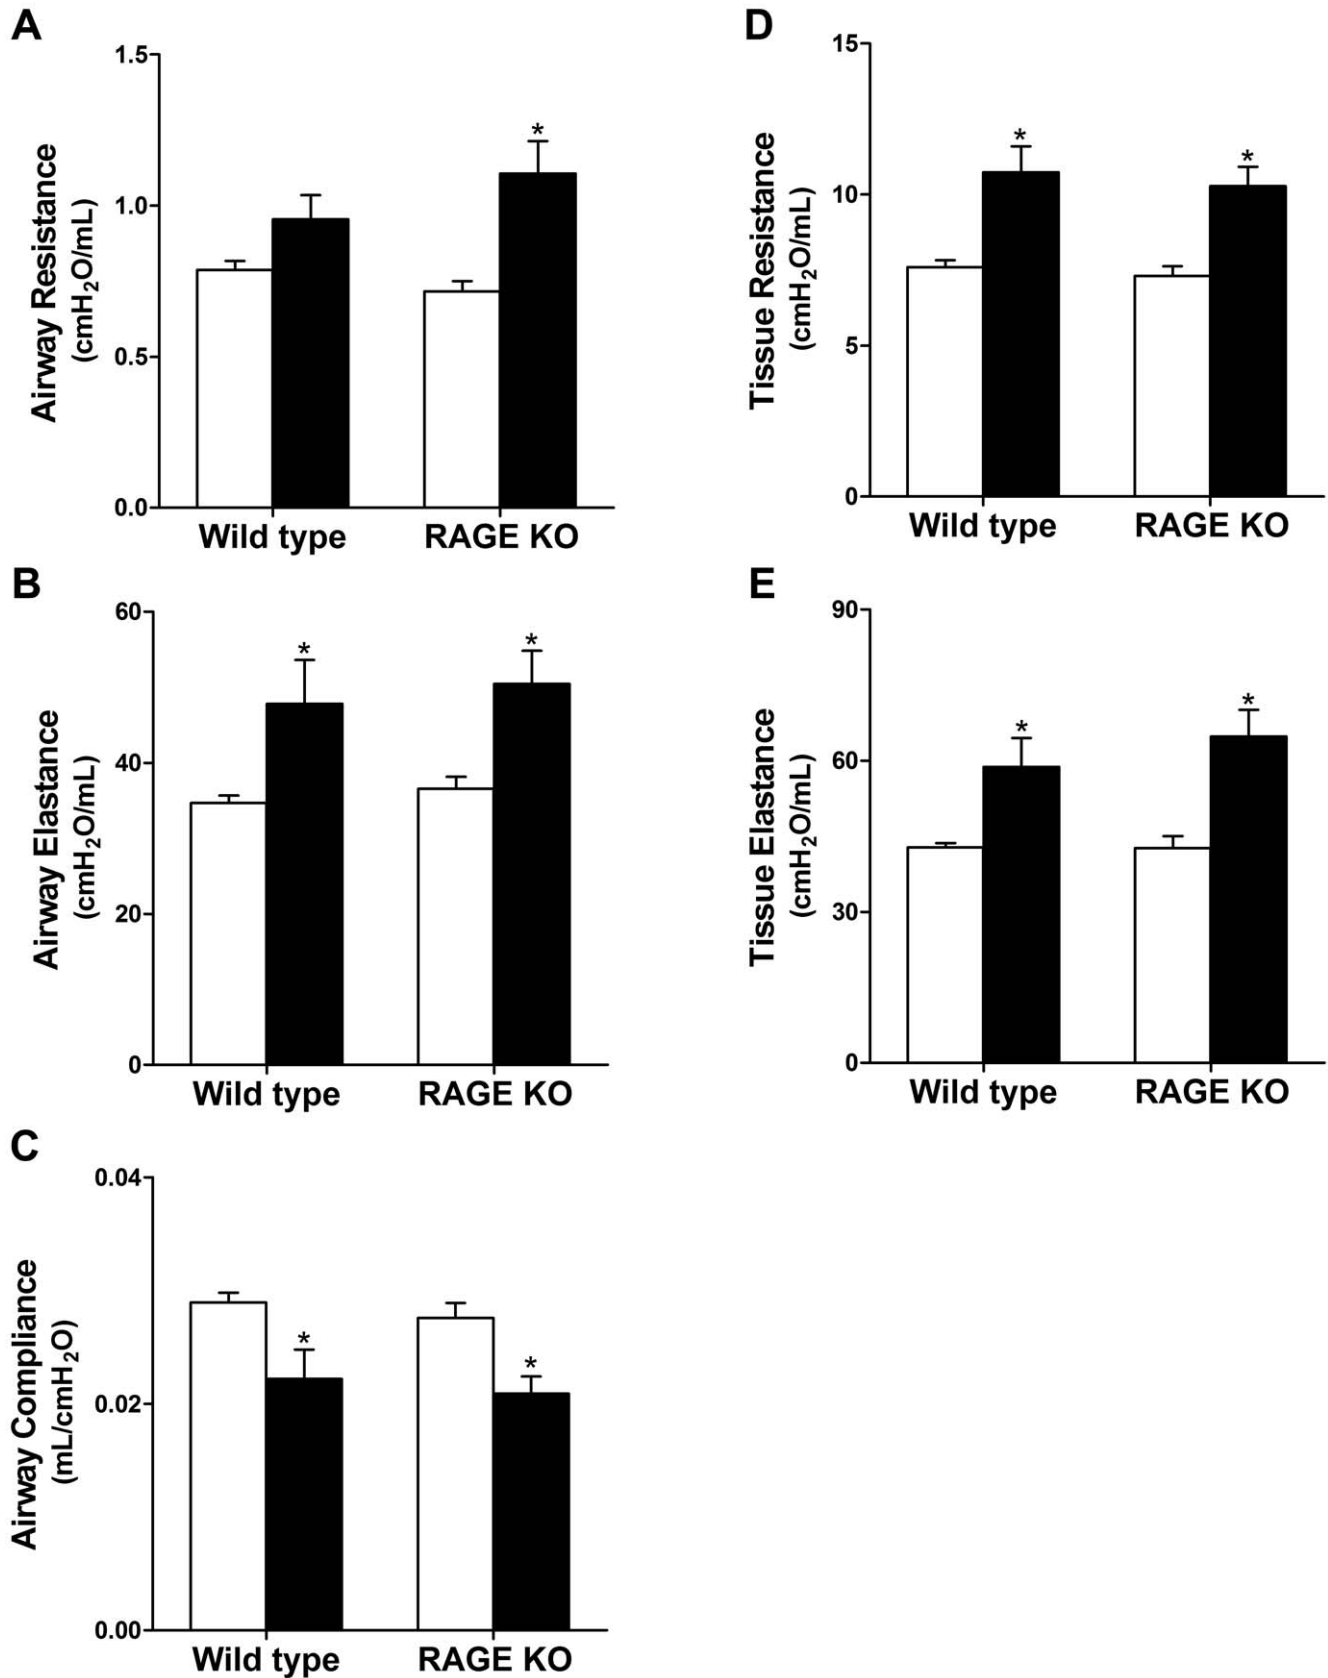 A
Airway Resistance
(cmH₂O/mL)
1.5
1.0
0.5
0.0
*
Wild type
RAGE KO
D
Tissue Resistance
(cmH₂O/mL)
15
10
5
0
*
*
Wild type
RAGE KO
B
Airway Elastance
(cmH₂O/mL)
60
40
20
0
*
*
Wild type
RAGE KO
E
Tissue Elastance
(cmH₂O/mL)
90
60
30
0
*
*
Wild type
RAGE KO
C
Airway Compliance
(mL/cmH₂O)
0.04
0.02
0.00
*
*
Wild type
RAGE KO